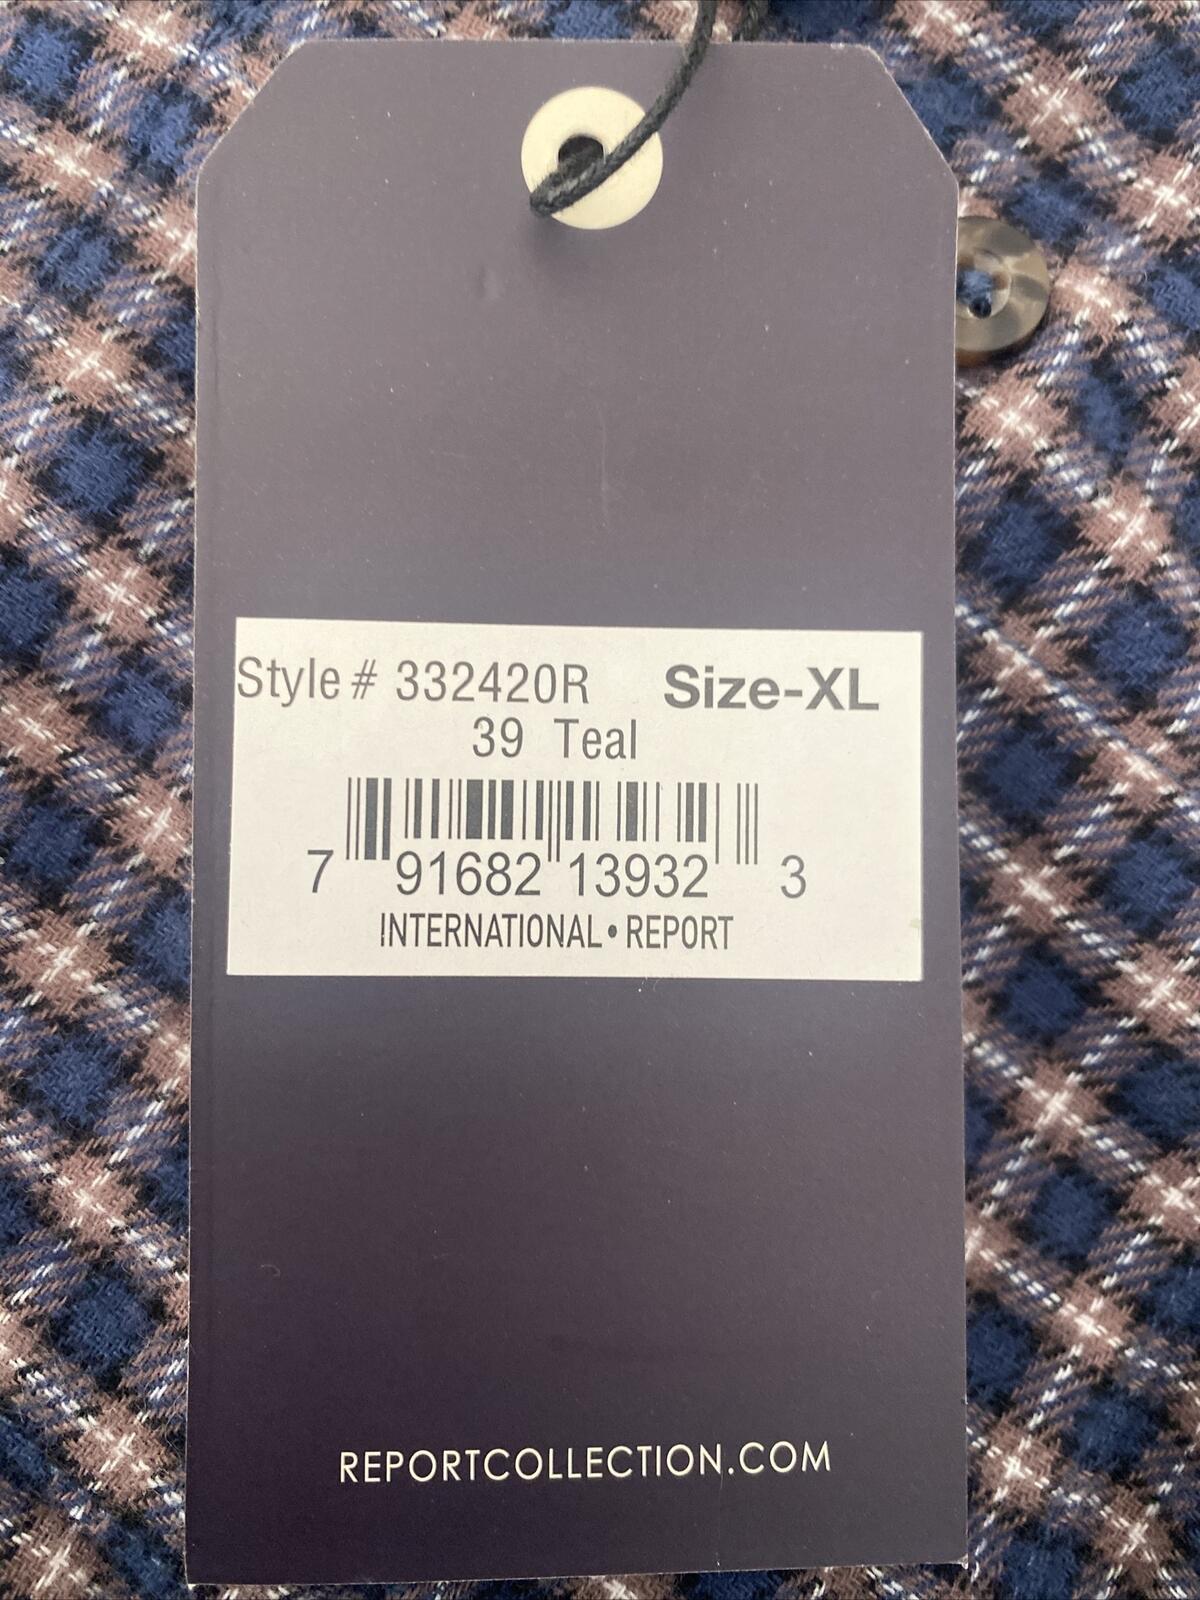 Style # 332420R Size-XL
39 Teal
7 91682 13932 3
INTERNATIONAL • REPORT
REPORTCOLLECTION.COM